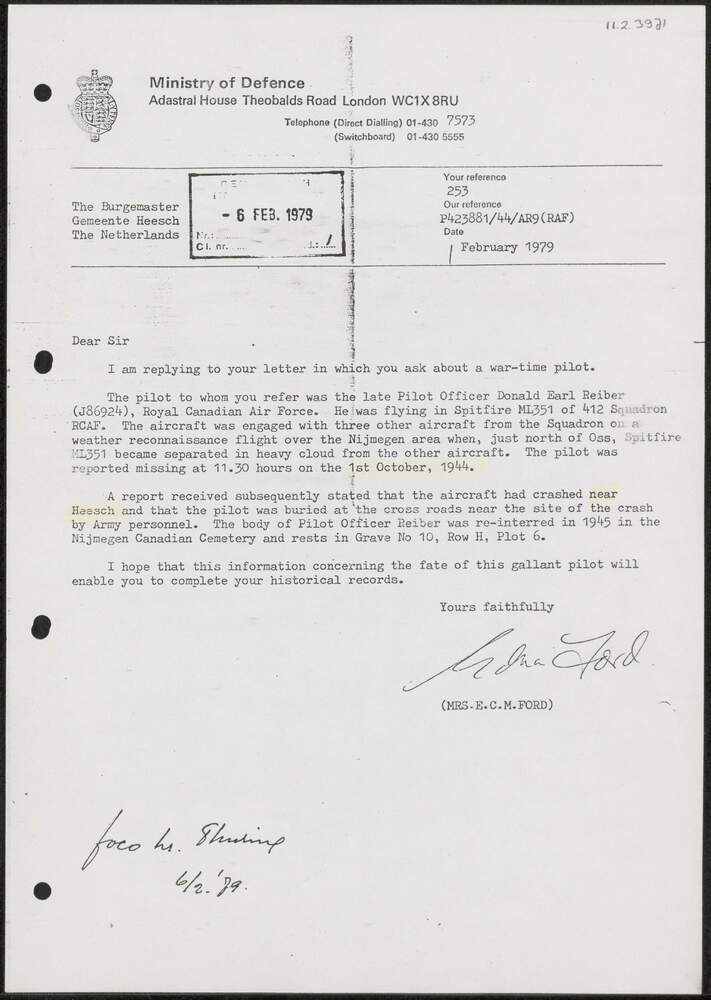 11.2.3971
Ministry of Defence
Adastral House Theobalds Road London WC1X 8RU
Telephone (Direct Dialling) 01-430 7573
(Switchboard) 01-430 5555
Your reference
253
Our reference
P423881/44/AR9(RAF)
Date
1 February 1979
The Burgemaster
Gemeente Heesch
The Netherlands
- 6 FEB. 1979
Nr.:
Cl. nr.
Dear Sir
I am replying to your letter in which you ask about a war-time pilot.
The pilot to whom you refer was the late Pilot Officer Donald Earl Reiber
(J86924), Royal Canadian Air Force. He was flying in Spitfire ML351 of 412 Squadron
RCAF. The aircraft was engaged with three other aircraft from the Squadron on a
weather reconnaissance flight over the Nijmegen area when, just north of Oss, Spitfire
ML351 became separated in heavy cloud from the other aircraft. The pilot was
reported missing at 11.30 hours on the 1st October, 1944.
A report received subsequently stated that the aircraft had crashed near
Heesch and that the pilot was buried at the cross roads near the site of the crash
by Army personnel. The body of Pilot Officer Reiber was re-interred in 1945 in the
Nijmegen Canadian Cemetery and rests in Grave No 10, Row H, Plot 6.
I hope that this information concerning the fate of this gallant pilot will
enable you to complete your historical records.
Yours faithfully
Edna Ford
(MRS.E.C.M.FORD)
foco hr.
6/2.'79.